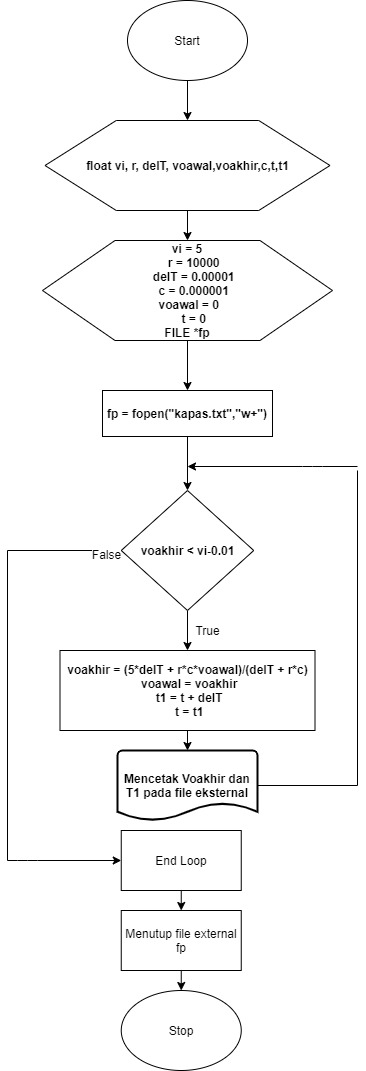 Start
float vi, r, delT, voawal,voakhir,c,t,t1
vi = 5
r = 10000
delT = 0.00001
c = 0.000001
voawal = 0
t = 0
FILE *fp
fp = fopen("kapas.txt","w+")
voakhir < vi-0.01
False
True
voakhir = (5*delT + r*c*voawal)/(delT + r*c)
voawal = voakhir
t1 = t + delT
t = t1
Mencetak Voakhir dan
T1 pada file eksternal
End Loop
Menutup file external
fp
Stop